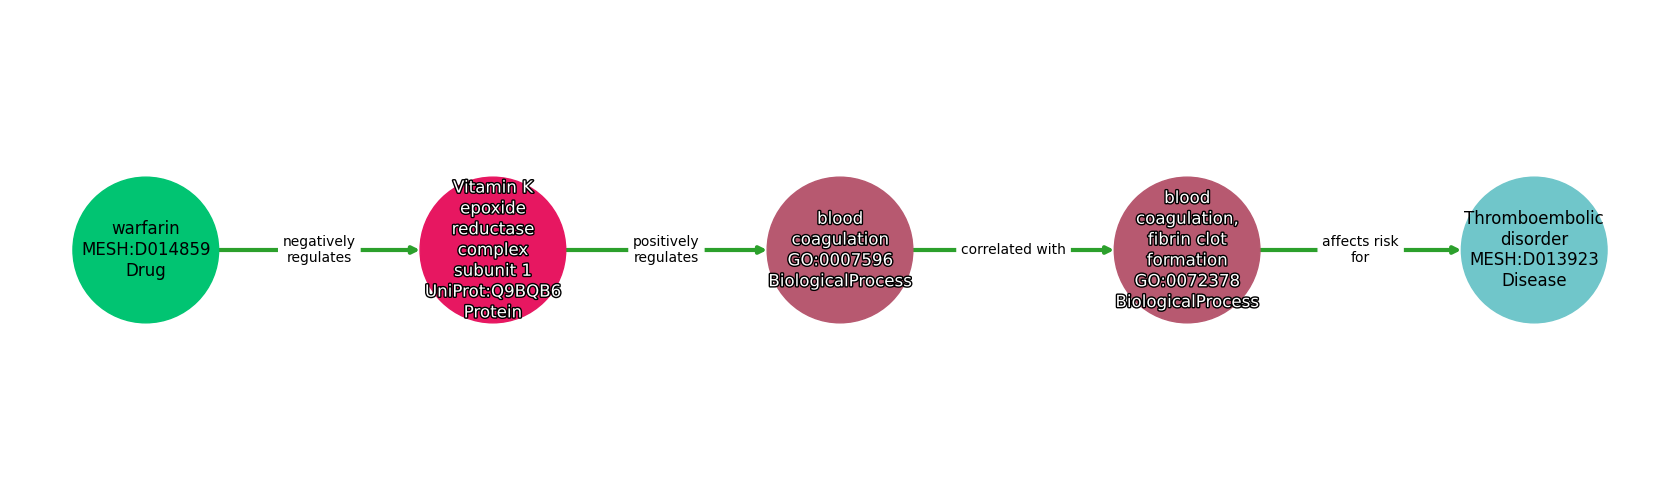 warfarin
MESH:D014859
Drug
negatively
regulates
Vitamin K
epoxide
reductase
complex
subunit 1
UniProt:Q9BQB6
Protein
positively
regulates
blood
coagulation
GO:0007596
BiologicalProcess
correlated with
blood
coagulation,
fibrin clot
formation
GO:0072378
BiologicalProcess
affects risk
for
Thromboembolic
disorder
MESH:D013923
Disease